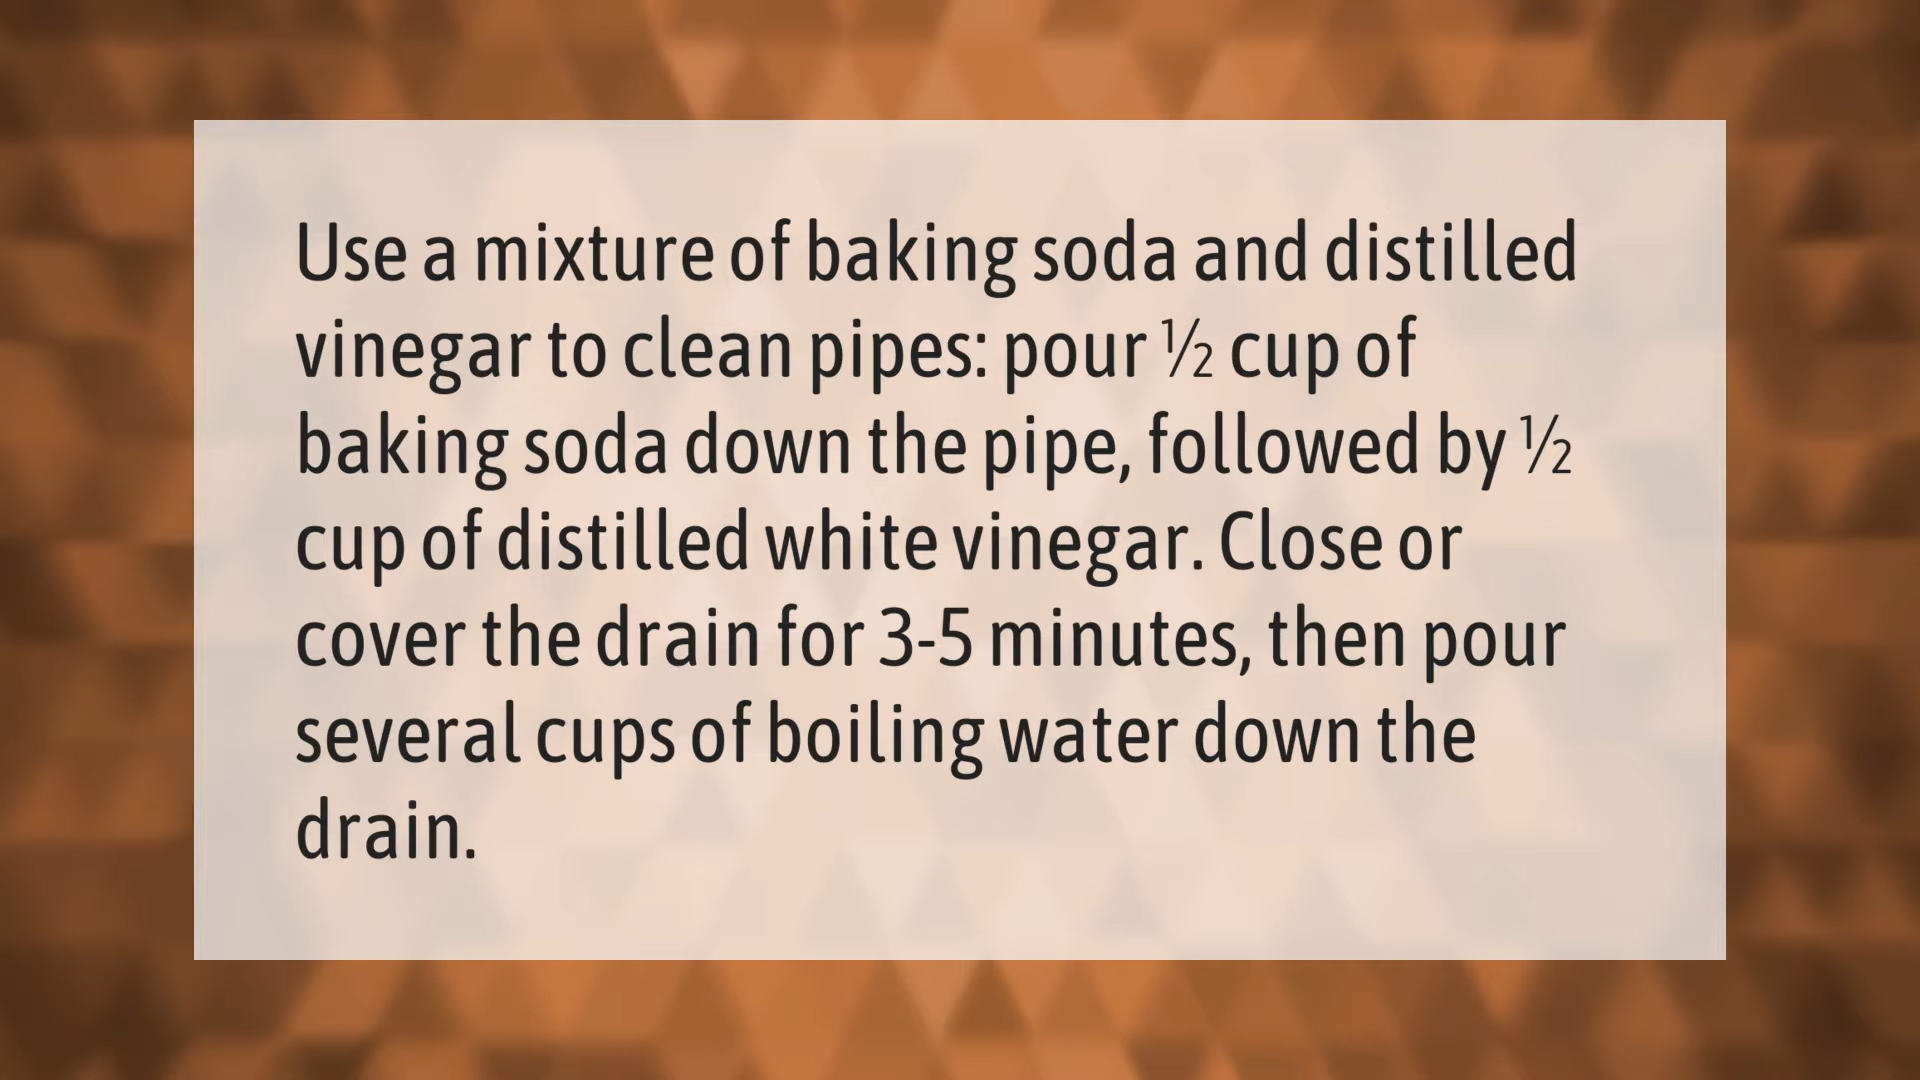 Use a mixture of baking soda and distilled
vinegar to clean pipes: pour ½ cup of
baking soda down the pipe, followed by ½
cup of distilled white vinegar. Close or
cover the drain for 3-5 minutes, then pour
several cups of boiling water down the
drain.